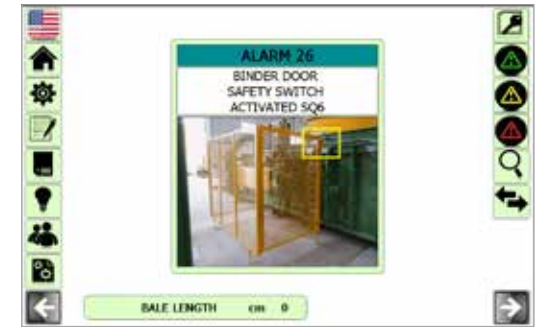 ALARM 26
BINDER DOOR
SAFETY SWITCH
ACTIVATED SQ6
BALE LENGTH cm 0